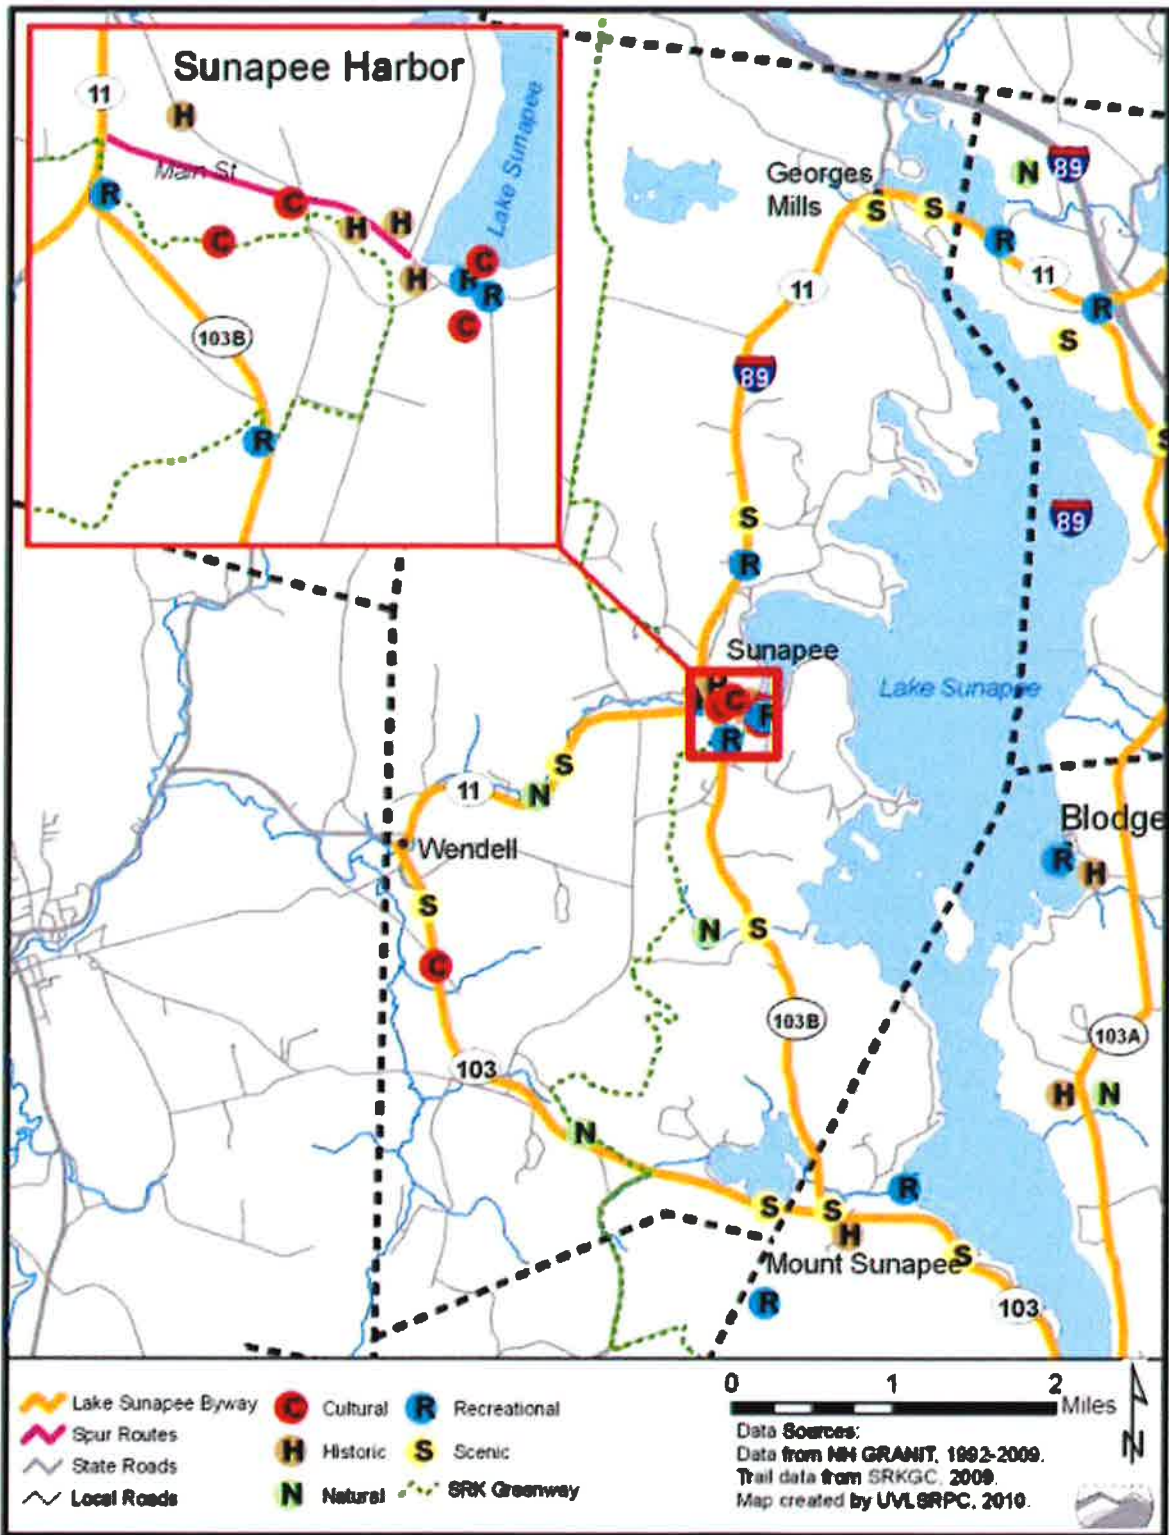 Sunapee Harbor
11
H
Main St
Lake Sunapee
R
C
C
H
H
H
C
R
R
C
103B
R
Georges
Mills
N
89
S
S
R
11
11
R
S
89
S
S
89
R
Sunapee
Lake Sunapee
H
C
R
R
S
11
N
Wendell
Blodge
R
H
S
N
S
C
103B
103A
103
H
N
N
R
S
S
H
Mount Sunapee
S
R
103
Lake Sunapee Byway
Spur Routes
State Roads
Local Roads
C Cultural
H Historic
N Natural
R Recreational
S Scenic
SRK Greenway
0 1 2
Miles
N
Data Sources:
Data from NH GRANIT, 1992-2009.
Trail data from SRKGC, 2009.
Map created by UVLSRPC, 2010.